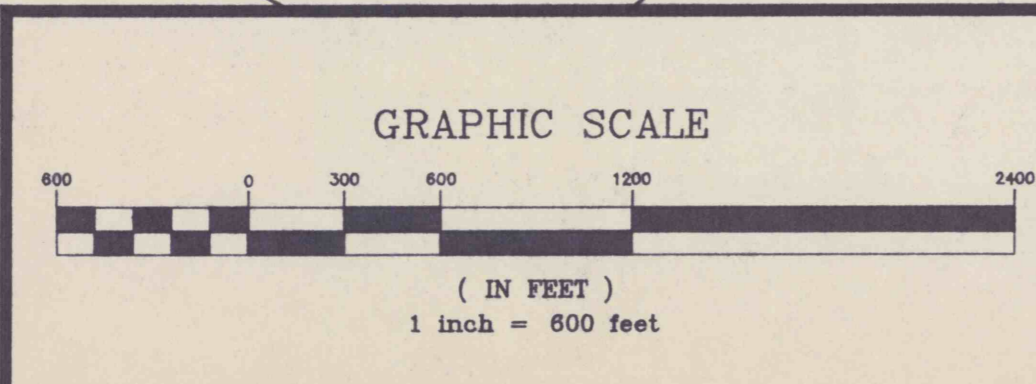 GRAPHIC SCALE
600 0 300 600 1200 2400
( IN FEET )
1 inch = 600 feet